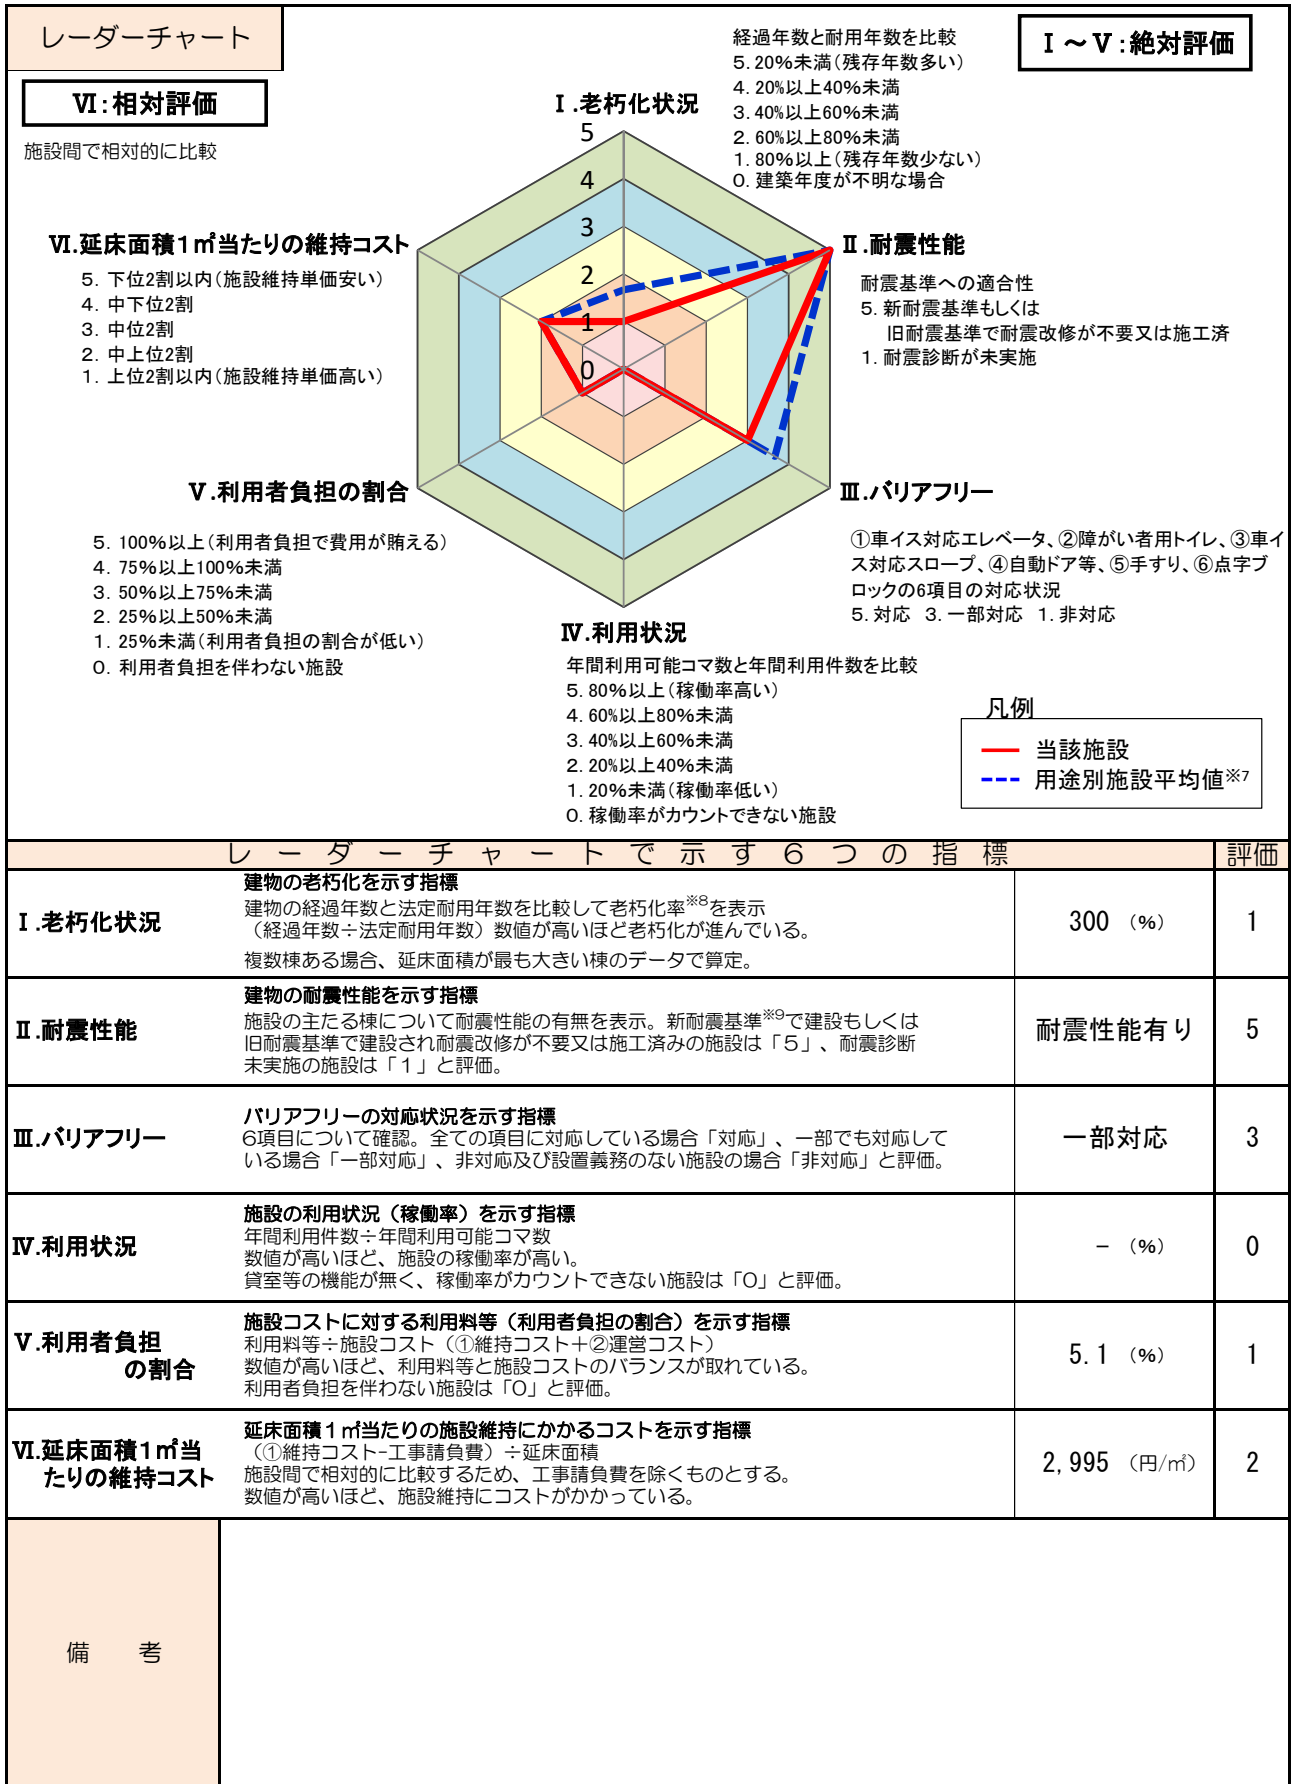 レーダーチャート
Ⅰ～Ⅴ:絶対評価
Ⅵ:相対評価
施設間で相対的に比較
Ⅰ.老朽化状況
経過年数と耐用年数を比較
5.20%未満(残存年数多い)
4.20%以上40%未満
3.40%以上60%未満
2.60%以上80%未満
1.80%以上(残存年数少ない)
0.建築年度が不明な場合
5
4
3
2
1
0
Ⅱ.耐震性能
耐震基準への適合性
5.新耐震基準もしくは
旧耐震基準で耐震改修が不要又は施工済
1.耐震診断が未実施
Ⅵ.延床面積1㎡当たりの維持コスト
5. 下位2割以内(施設維持単価安い)
4. 中下位2割
3. 中位2割
2. 中上位2割
1. 上位2割以内(施設維持単価高い)
Ⅴ.利用者負担の割合
5. 100%以上(利用者負担で費用が賄える)
4. 75%以上100%未満
3. 50%以上75%未満
2. 25%以上50%未満
1. 25%未満(利用者負担の割合が低い)
0. 利用者負担を伴わない施設
Ⅲ.バリアフリー
①車イス対応エレベータ、②障がい者用トイレ、③車イ
ス対応スロープ、④自動ドア等、⑤手すり、⑥点字ブ
ロックの6項目の対応状況
5.対応 3.一部対応 1.非対応
Ⅳ.利用状況
年間利用可能コマ数と年間利用件数を比較
5.80%以上(稼働率高い)
4.60%以上80%未満
3.40%以上60%未満
2.20%以上40%未満
1.20%未満(稼働率低い)
0.稼働率がカウントできない施設
凡例
当該施設
用途別施設平均値※7
レーダーチャートで示す6つの指標 評価
Ⅰ.老朽化状況
建物の老朽化を示す指標
建物の経過年数と法定耐用年数を比較して老朽化率※8を表示
(経過年数÷法定耐用年数)数値が高いほど老朽化が進んでいる。
複数棟ある場合、延床面積が最も大きい棟のデータで算定。
300 (%) 1
Ⅱ.耐震性能
建物の耐震性能を示す指標
施設の主たる棟について耐震性能の有無を表示。新耐震基準※9で建設もしくは
旧耐震基準で建設され耐震改修が不要又は施工済みの施設は「5」、耐震診断
未実施の施設は「1」と評価。
耐震性能有り 5
Ⅲ.バリアフリー
バリアフリーの対応状況を示す指標
6項目について確認。全ての項目に対応している場合「対応」、一部でも対応して
いる場合「一部対応」、非対応及び設置義務のない施設の場合「非対応」と評価。
一部対応 3
Ⅳ.利用状況
施設の利用状況(稼働率)を示す指標
年間利用件数÷年間利用可能コマ数
数値が高いほど、施設の稼働率が高い。
貸室等の機能が無く、稼働率がカウントできない施設は「0」と評価。
- (%) 0
Ⅴ.利用者負担
の割合
施設コストに対する利用料等(利用者負担の割合)を示す指標
利用料等÷施設コスト(①維持コスト+②運営コスト)
数値が高いほど、利用料等と施設コストのバランスが取れている。
利用者負担を伴わない施設は「0」と評価。
5.1 (%) 1
Ⅵ.延床面積1㎡当
たりの維持コスト
延床面積1㎡当たりの施設維持にかかるコストを示す指標
(①維持コスト-工事請負費)÷延床面積
施設間で相対的に比較するため、工事請負費を除くものとする。
数値が高いほど、施設維持にコストがかかっている。
2,995 (円/㎡) 2
備 考